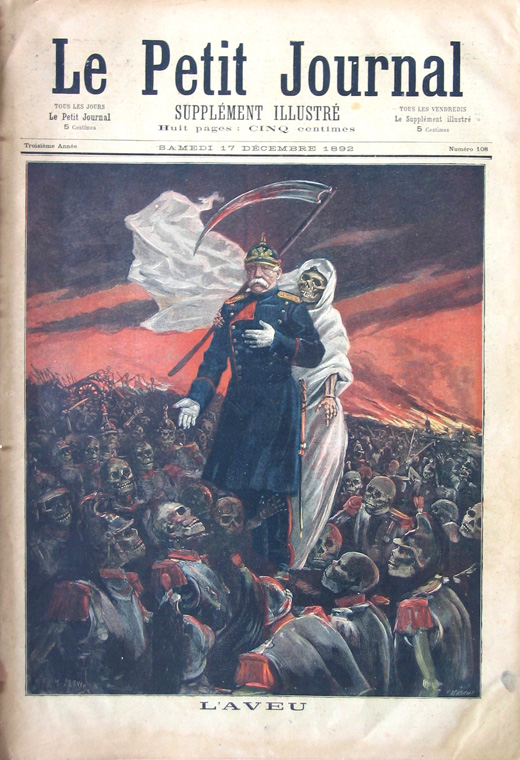 Le Petit Journal
TOUS LES JOURS
Le Petit Journal
5 Centimes
SUPPLÉMENT ILLUSTRÉ
Huit pages : CINQ centimes
TOUS LES VENDREDIS
Le Supplément illustré
5 Centimes
Troisième Année
SAMEDI 17 DÉCEMBRE 1892
Numéro 108
L'AVEU